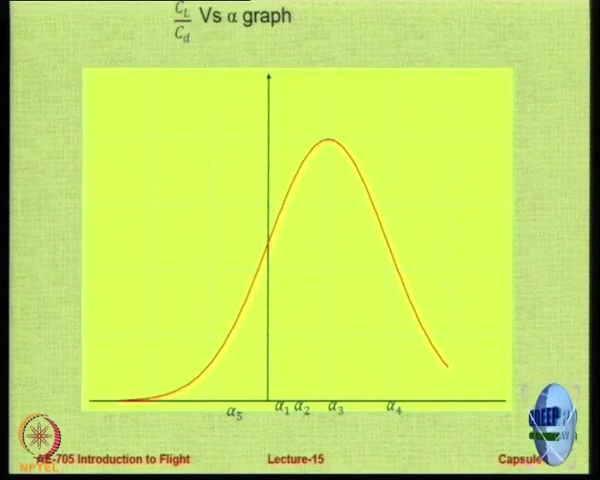 C_L/C_d Vs α graph
α₅ α₁ α₂ α₃ α₄
AE-705 Introduction to Flight Lecture-15 Capsule
NPTEL